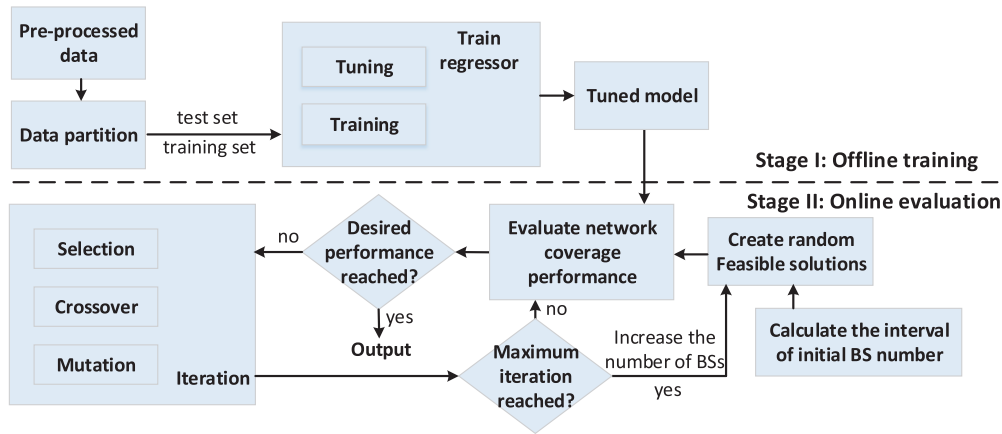 Pre-processed
data
Data partition
test set
training set
Train
regressor
Tuning
Training
Tuned model
Stage I: Offline training
Stage II: Online evaluation
Selection
Crossover
Mutation
Iteration
no
Desired
performance
reached?
yes
Output
Evaluate network
coverage
performance
no
Maximum
iteration
reached?
Increase the
number of BSs
yes
Create random
Feasible solutions
Calculate the interval
of initial BS number